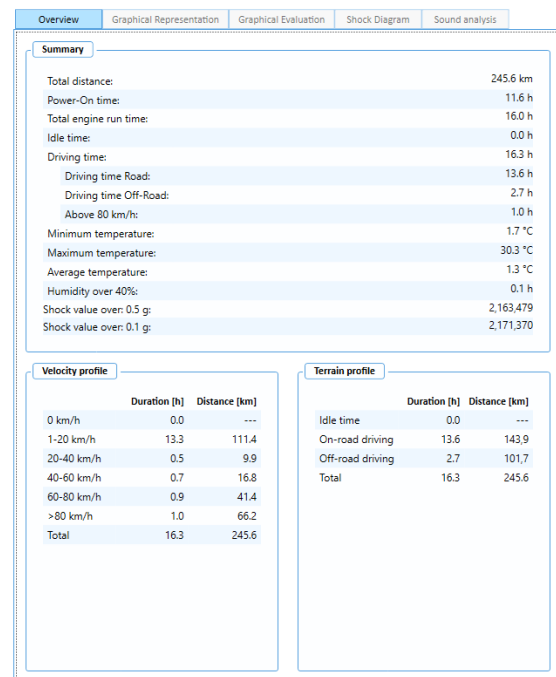 Overview Graphical Representation Graphical Evaluation Shock Diagram Sound analysis
Summary
Total distance: 245.6 km
Power-On time: 11.6 h
Total engine run time: 16.0 h
Idle time: 0.0 h
Driving time: 16.3 h
Driving time Road: 13.6 h
Driving time Off-Road: 2.7 h
Above 80 km/h: 1.0 h
Minimum temperature: 1.7 °C
Maximum temperature: 30.3 °C
Average temperature: 1.3 °C
Humidity over 40%: 0.1 h
Shock value over: 0.5 g: 2,163,479
Shock value over: 0.1 g: 2,171,370
Velocity profile
Duration [h] Distance [km]
0 km/h 0.0 ---
1-20 km/h 13.3 111.4
20-40 km/h 0.5 9.9
40-60 km/h 0.7 16.8
60-80 km/h 0.9 41.4
>80 km/h 1.0 66.2
Total 16.3 245.6
Terrain profile
Duration [h] Distance [km]
Idle time 0.0 ---
On-road driving 13.6 143,9
Off-road driving 2.7 101,7
Total 16.3 245.6